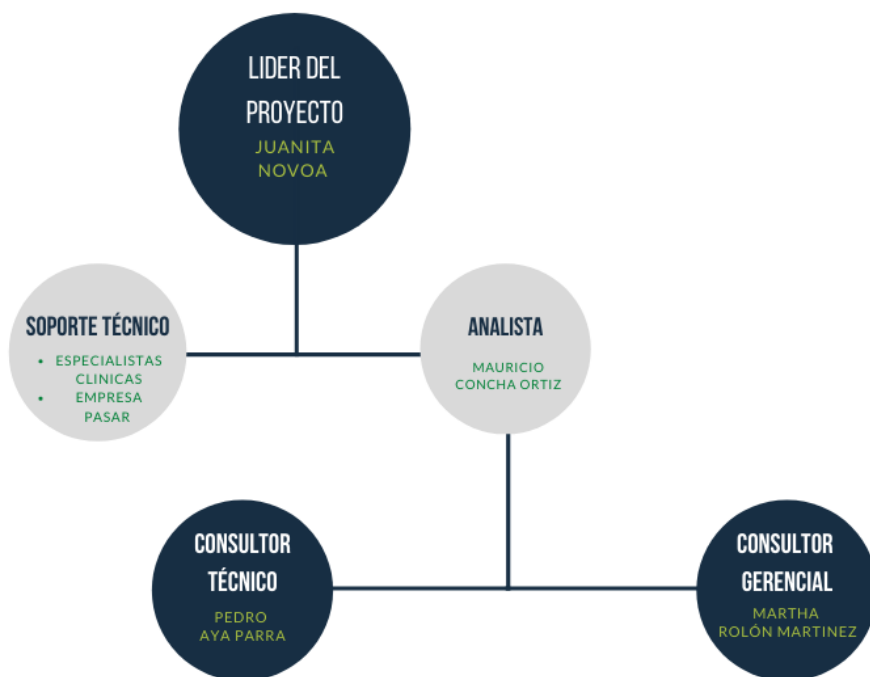 LIDER DEL
PROYECTO
JUANITA
NOVOA
SOPORTE TÉCNICO
• ESPECIALISTAS
CLINICAS
• EMPRESA
PASAR
ANALISTA
MAURICIO
CONCHA ORTIZ
CONSULTOR
TÉCNICO
PEDRO
AYA PARRA
CONSULTOR
GERENCIAL
MARTHA
ROLÓN MARTINEZ